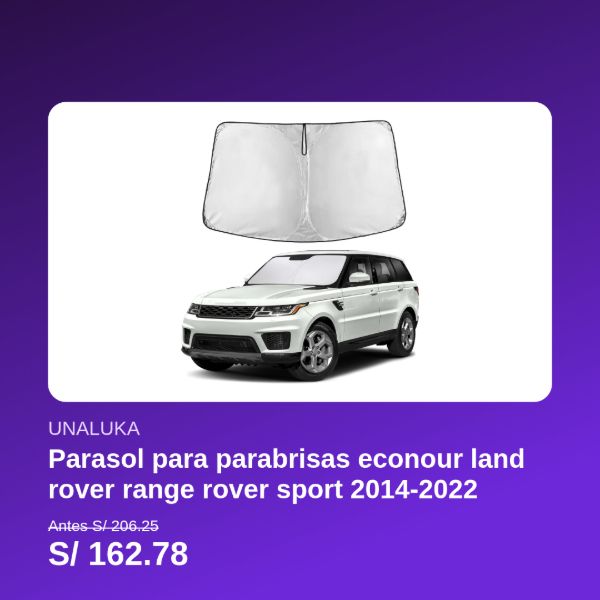 UNALUKA
Parasol para parabrisas econour land
rover range rover sport 2014-2022
Antes S/ 206.25
S/ 162.78